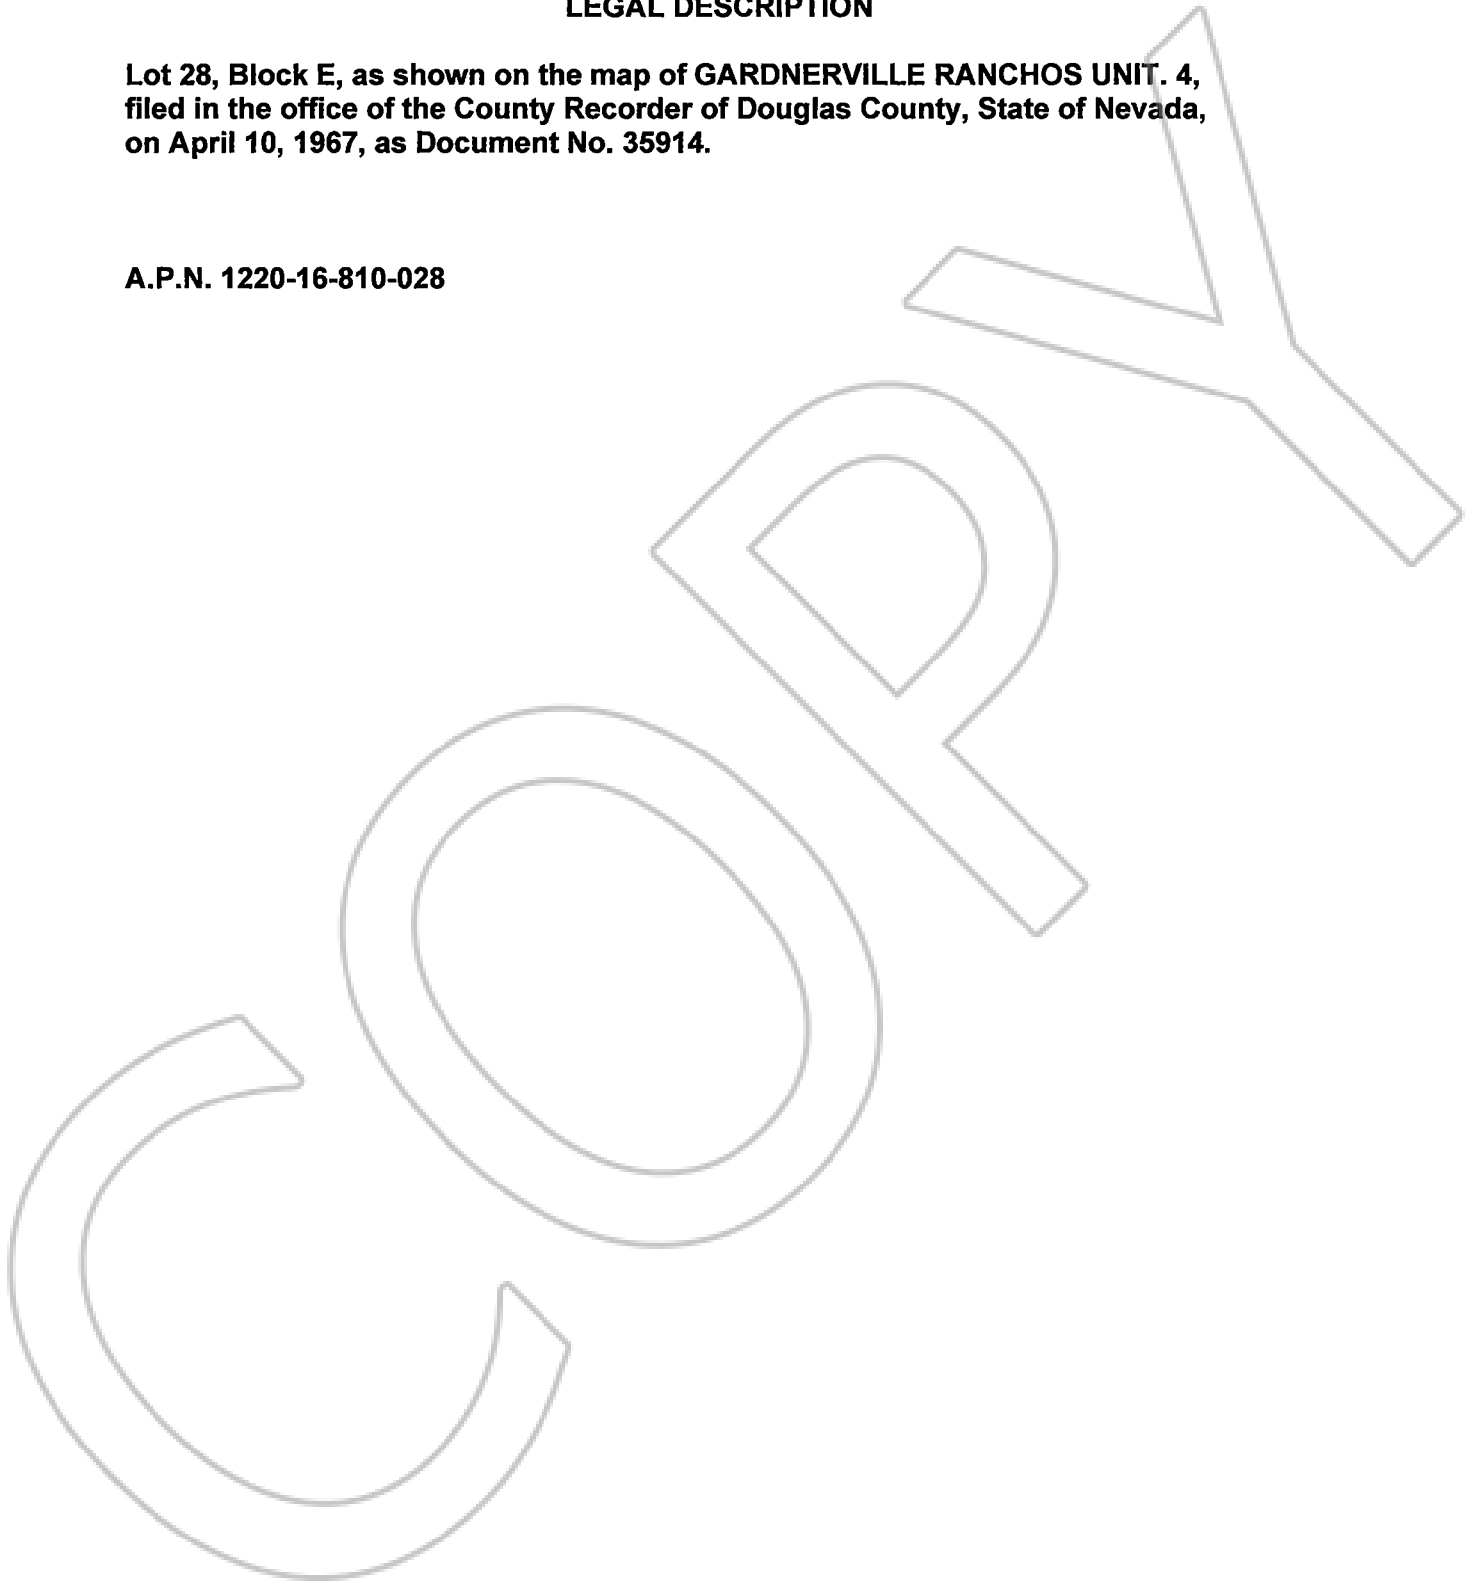 LEGAL DESCRIPTION
Lot 28, Block E, as shown on the map of GARDNERVILLE RANCHOS UNIT. 4,
filed in the office of the County Recorder of Douglas County, State of Nevada,
on April 10, 1967, as Document No. 35914.
A.P.N. 1220-16-810-028
COPY